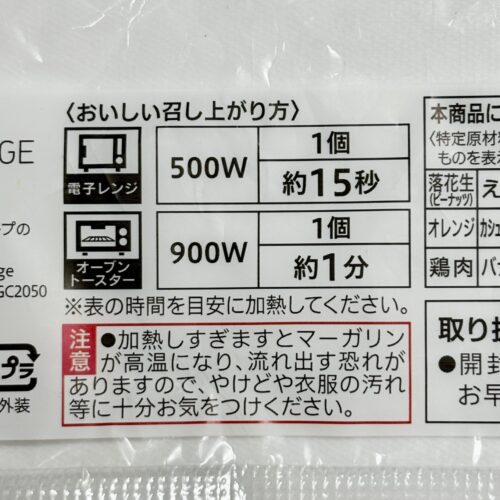 〈おいしい召し上がり方〉
電子レンジ
500W
1個
約15秒
オーブン
トースター
900W
1個
約1分
※表の時間を目安に加熱してください。
注意
●加熱しすぎますとマーガリン
が高温になり、流れ出す恐れが
ありますので、やけどや衣服の汚れ
等に十分お気をつけください。
GE
プの
ge
GC2050
プラ
外装
本商品に
〈特定原材
ものを表
落花生
(ピーナッツ)
え
オレンジ
カシュ
鶏肉
バ
取り
●開封
お早